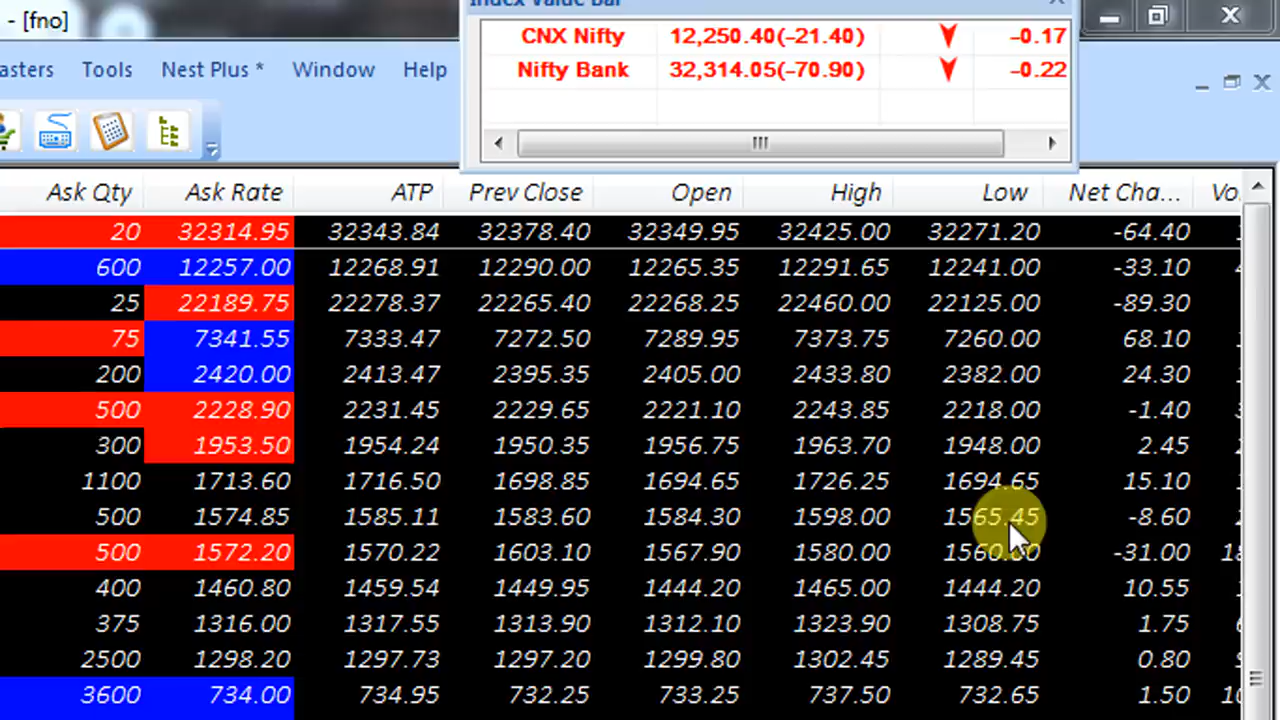 - [fno]
Index Value Bar
CNX Nifty 12,250.40(-21.40) -0.17
Nifty Bank 32,314.05(-70.90) -0.22
asters Tools Nest Plus * Window Help
Ask Qty Ask Rate ATP Prev Close Open High Low Net Cha... Vo
20 32314.95 32343.84 32378.40 32349.95 32425.00 32271.20 -64.40
600 12257.00 12268.91 12290.00 12265.35 12291.65 12241.00 -33.10
25 22189.75 22278.37 22265.40 22268.25 22460.00 22125.00 -89.30
75 7341.55 7333.47 7272.50 7289.95 7373.75 7260.00 68.10
200 2420.00 2413.47 2395.35 2405.00 2433.80 2382.00 24.30
500 2228.90 2231.45 2229.65 2221.10 2243.85 2218.00 -1.40
300 1953.50 1954.24 1950.35 1956.75 1963.70 1948.00 2.45
1100 1713.60 1716.50 1698.85 1694.65 1726.25 1694.65 15.10
500 1574.85 1585.11 1583.60 1584.30 1598.00 1565.45 -8.60
500 1572.20 1570.22 1603.10 1567.90 1580.00 -31.00
400 1460.80 1459.54 1449.95 1444.20 1465.00 1444.20 10.55
375 1316.00 1317.55 1313.90 1312.10 1323.90 1308.75 1.75
2500 1298.20 1297.73 1297.20 1299.80 1302.45 1289.45 0.80
3600 734.00 734.95 732.25 733.25 737.50 732.65 1.50